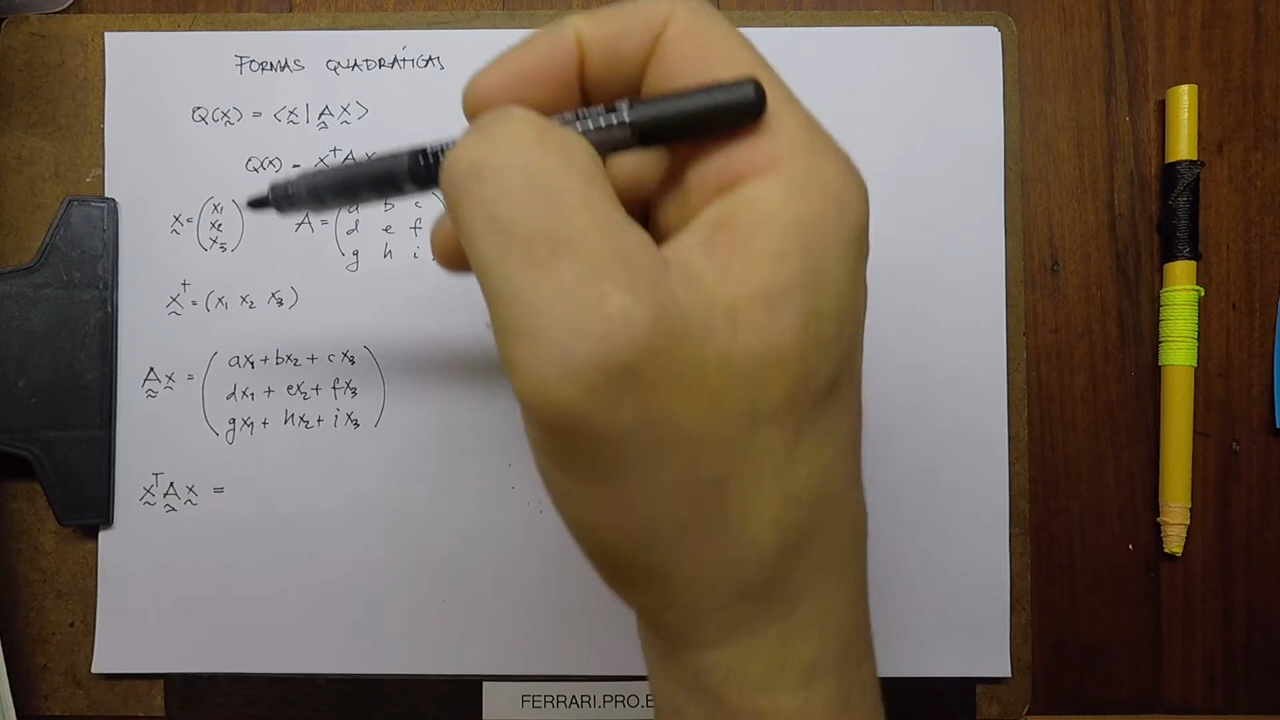 FORMAS QUADRÁTICAS
Q(x) = <x | A x>
Q(x) = x^T A x
x = (x1 x2 x3) A = (a b c
d e f
g h i
x^T = (x1 x2 x3)
A x = (ax1 + bx2 + cx3
dx1 + ex2 + fx3
gx1 + hx2 + ix3)
x^T A x =
FERRARI.PRO.